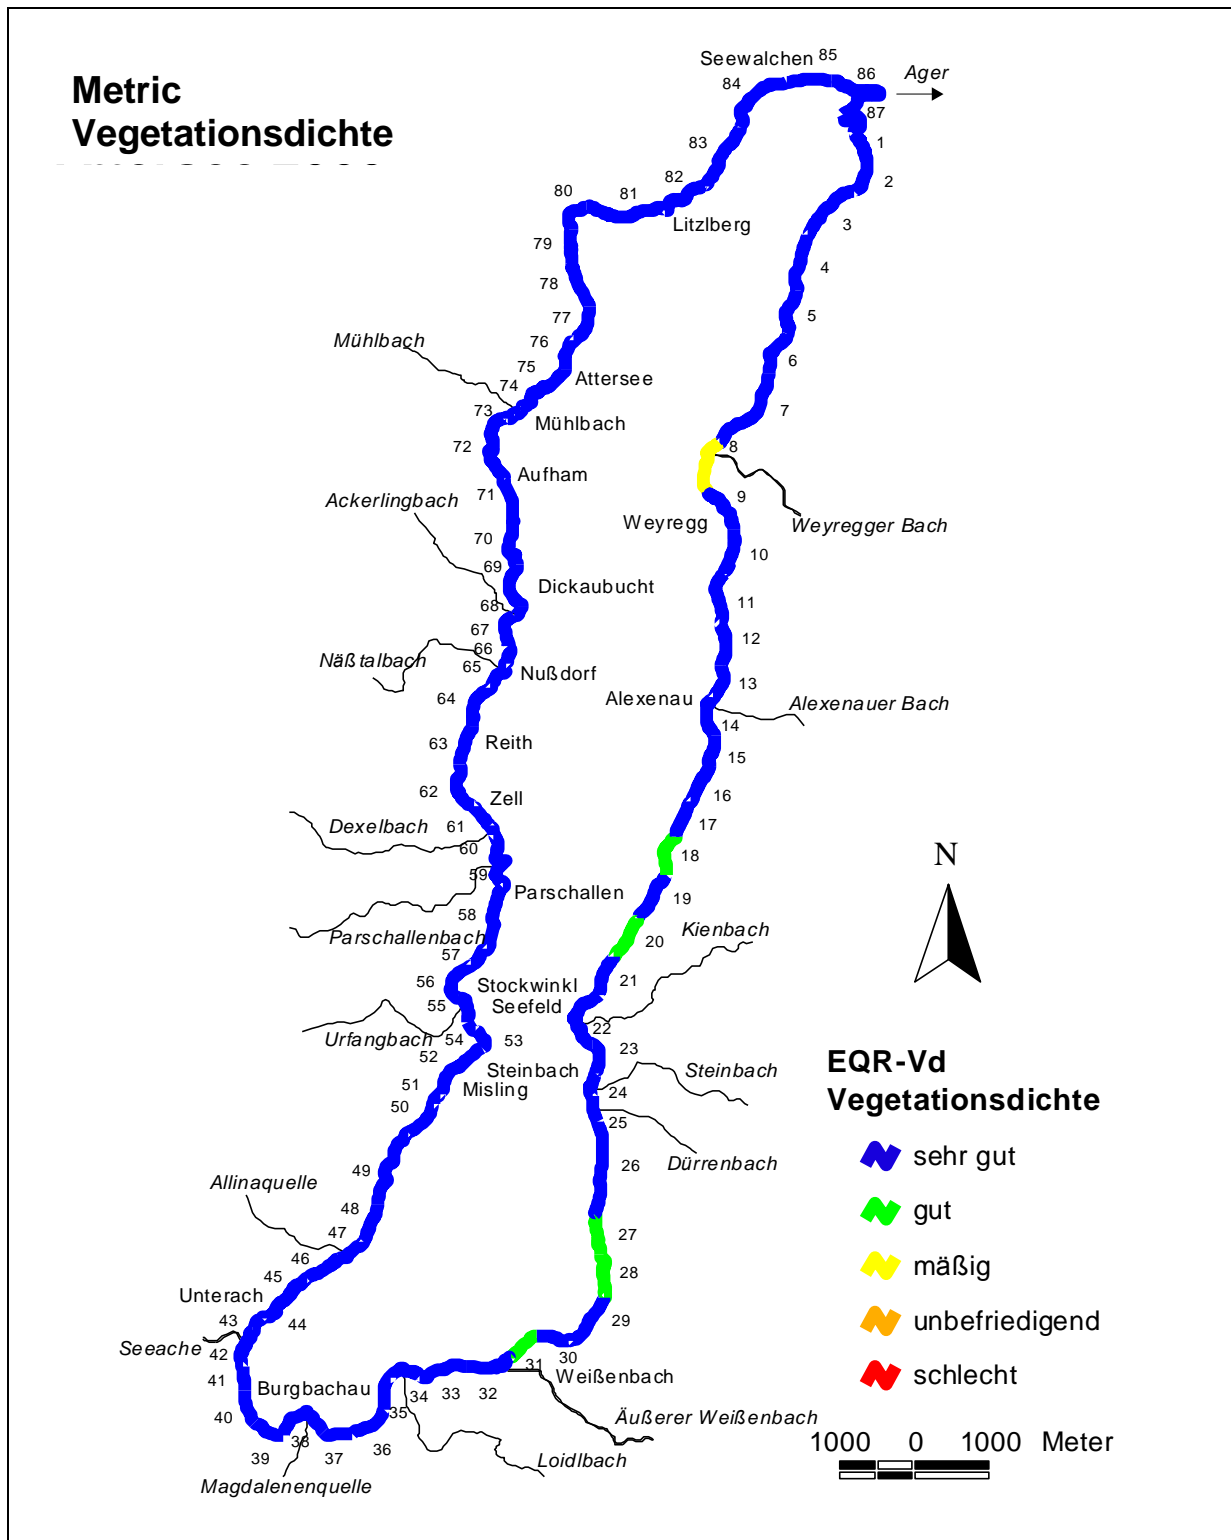 Metric
Vegetationsdichte
Seewalchen
85
84
86
Ager
87
1
83
2
82
81
80
3
Litzlberg
79
4
78
5
77
76
6
Mühlbach
75
Attersee
74
7
73
Mühlbach
72
8
Aufham
71
9
Ackerlingbach
Weyregg
Weyregger Bach
70
10
69
Dickaubucht
11
68
67
12
66
Näßtalbach
65
Nußdorf
13
64
Alexenau
Alexenauer Bach
14
63
Reith
15
62
Zell
16
61
Dexelbach
17
60
18
N
59
Parschallen
19
58
Kienbach
Parschallenbach
20
57
56
Stockwinkl
21
55
Seefeld
22
Urfangbach
54
53
23
52
Steinbach
Steinbach
EQR-Vd
Vegetationsdichte
51
Misling
24
50
25
Dürrenbach
26
sehr gut
49
Allinaquelle
48
gut
47
27
46
28
mäßig
45
Unterach
43
44
29
unbefriedigend
Seeache
42
30
31
Weißenbach
schlecht
41
Burgbachau
34
33
32
40
35
Äußerer Weißenbach
39
38
37
36
Loidlbach
Magdalenenquelle
1000
0
1000
Meter